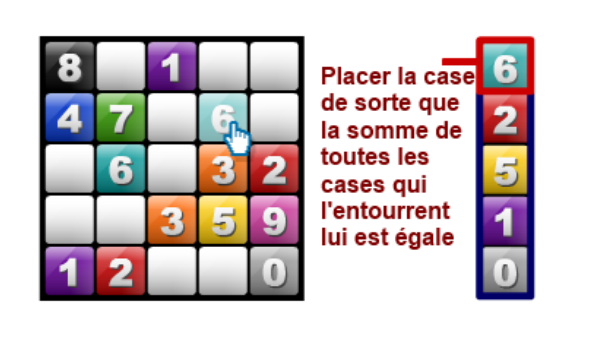 8 1
4 7 6
6 3 2
3 5 9
1 2 0
Placer la case
de sorte que
la somme de
toutes les
cases qui
l'entourrent
lui est égale
6
2
5
1
0